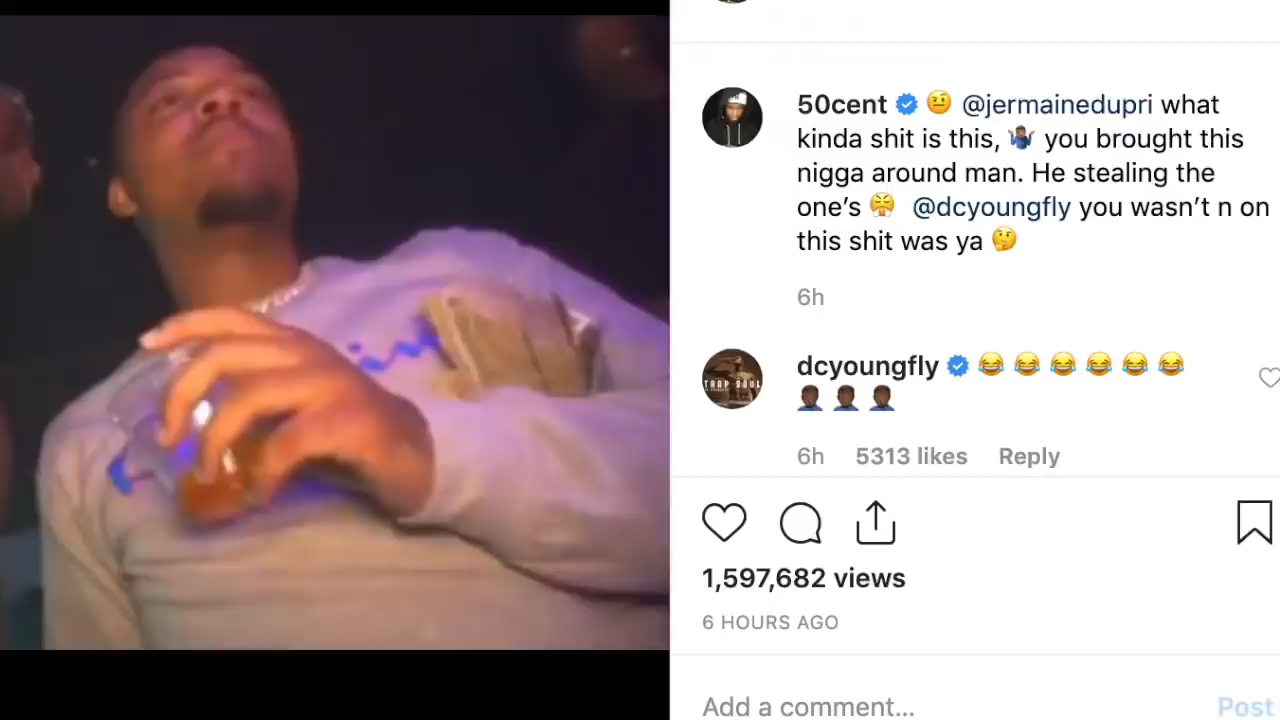 50cent 🤨 @jermainedupri what
kinda shit is this, 🤷🏿‍♂️ you brought this
nigga around man. He stealing the
one’s 😤 @dcyoungfly you wasn’t n on
this shit was ya 🤔
6h
TRAP SOUL
dcyoungfly 😂 😂 😂 😂 😂 😂
🤦🏿‍♂️ 🤦🏿‍♂️ 🤦🏿‍♂️
6h 5313 likes Reply
1,597,682 views
6 HOURS AGO
Add a comment... Post